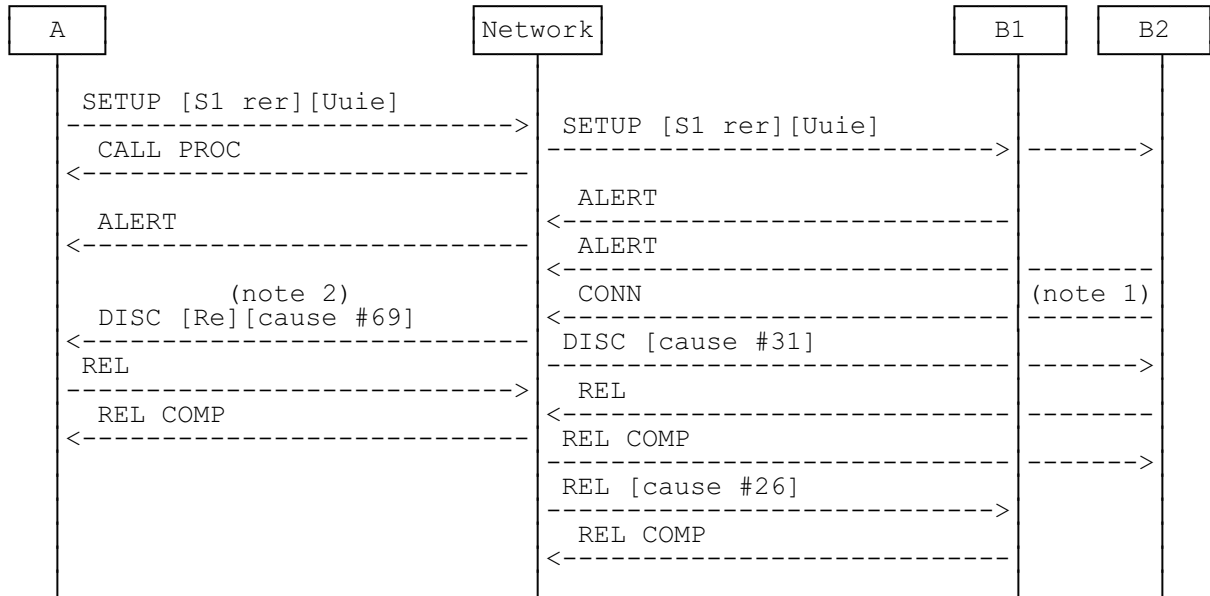 A Network B1 B2
SETUP [S1 rer][Uuie]
SETUP [S1 rer][Uuie]
CALL PROC
ALERT
ALERT
ALERT
(note 2) CONN (note 1)
DISC [Re][cause #69]
DISC [cause #31]
REL
REL
REL COMP
REL COMP
REL [cause #26]
REL COMP